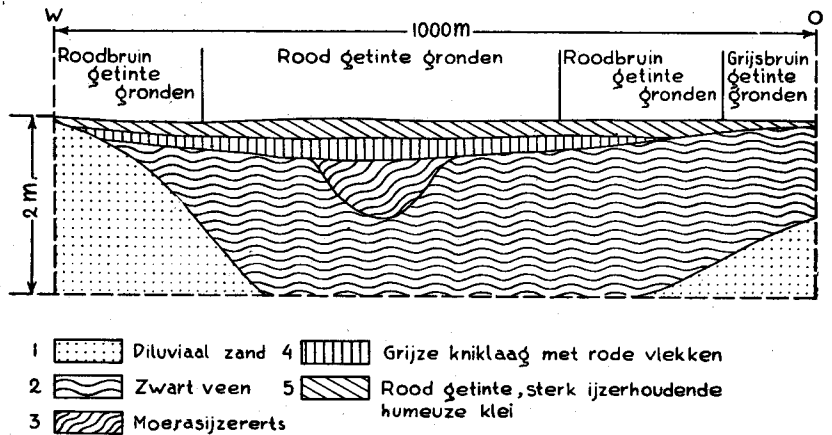 W O
1000m
Roodbruin getinte gronden
Rood getinte gronden
Roodbruin getinte gronden
Grijsbruin getinte gronden
2 m
1 Diluviaal zand
2 Zwart veen
3 Moerasijzererts
4 Grijze kniklaag met rode vlekken
5 Rood getinte, sterk ijzerhoudende
humeuze klei